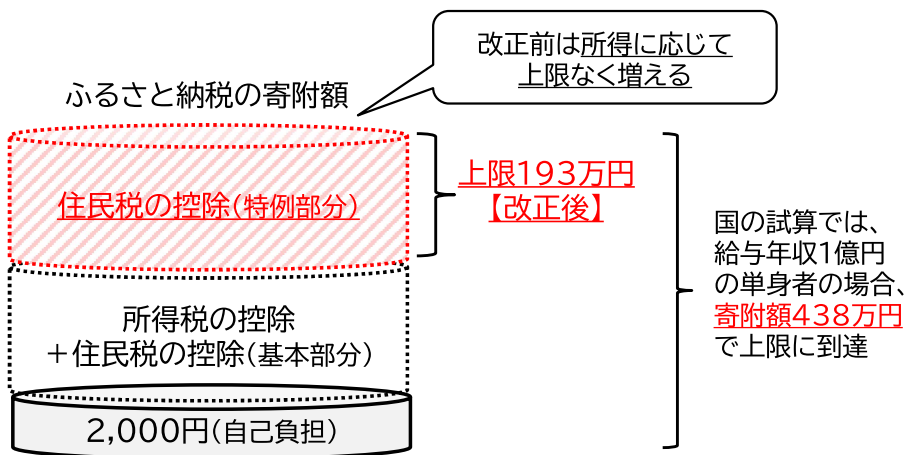 改正前は所得に応じて
上限なく増える
ふるさと納税の寄附額
住民税の控除(特例部分)
上限193万円
【改正後】
所得税の控除
+住民税の控除(基本部分)
2,000円(自己負担)
国の試算では、
給与年収1億円
の単身者の場合、
寄附額438万円
で上限に到達